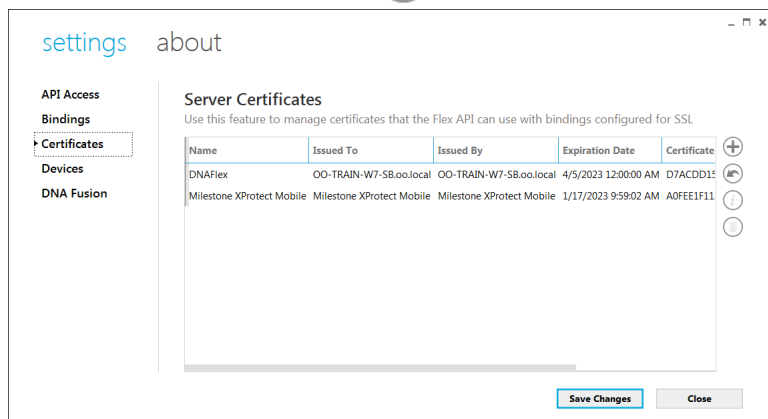 settings about
API Access
Bindings
Certificates
Devices
DNA Fusion
Server Certificates
Use this feature to manage certificates that the Flex API can use with bindings configured for SSL
Name Issued To Issued By Expiration Date Certificate
DNAFlex OO-TRAIN-W7-SB.oo.local OO-TRAIN-W7-SB.oo.local 4/5/2023 12:00:00 AM D7ACDD15
Milestone XProtect Mobile Milestone XProtect Mobile Milestone XProtect Mobile 1/17/2023 9:59:02 AM A0FEE1F11
Save Changes Close